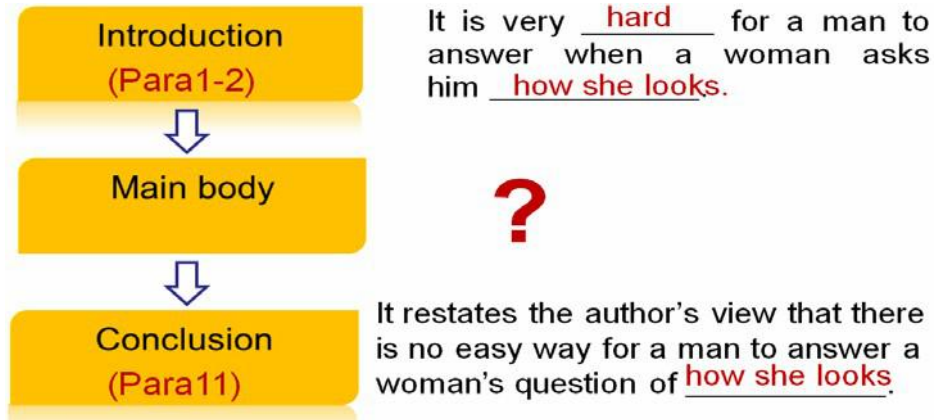 Introduction
(Para1-2)
It is very hard for a man to
answer when a woman asks
him how she looks.
Main body
?
Conclusion
(Para11)
It restates the author's view that there
is no easy way for a man to answer a
woman's question of how she looks.